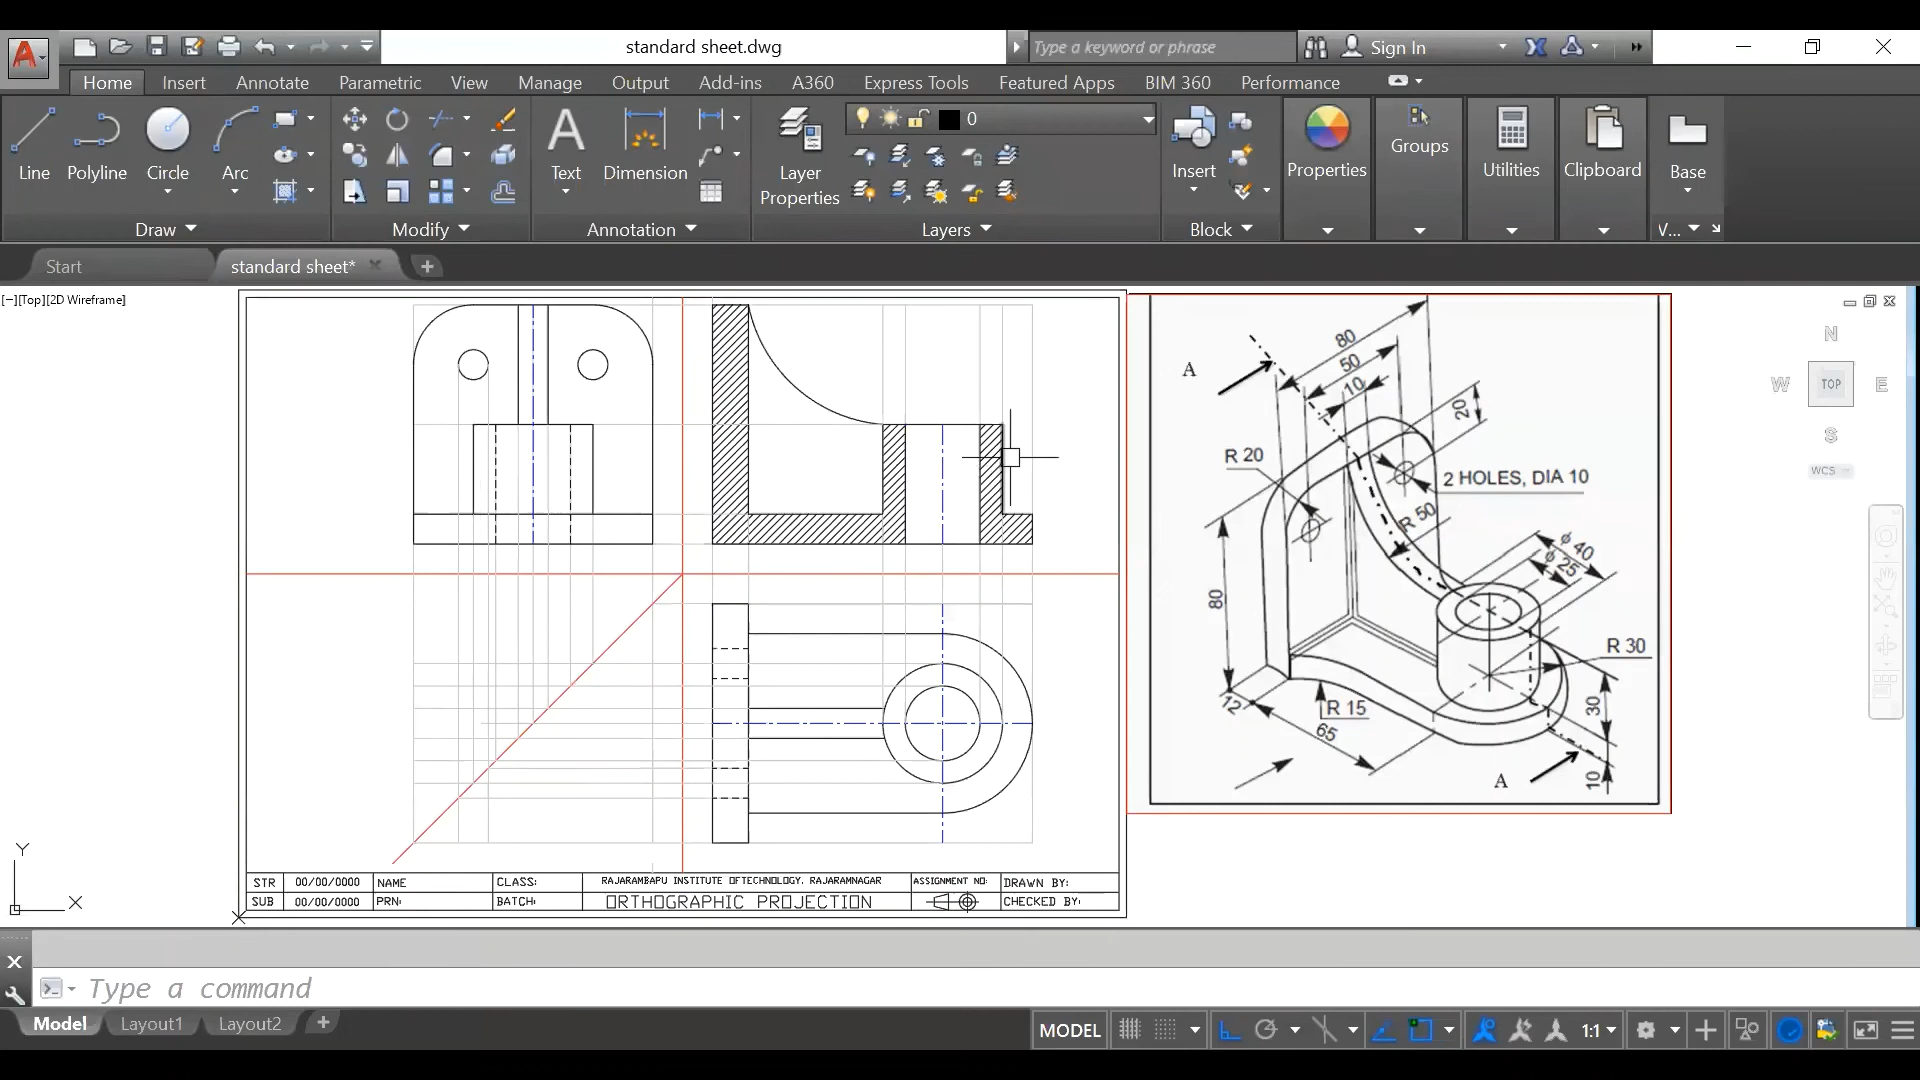 standard sheet.dwg
Type a keyword or phrase
Sign In
Home Insert Annotate Parametric View Manage Output Add-ins A360 Express Tools Featured Apps BIM 360 Performance
Line Polyline Circle Arc
Text Dimension
Layer Properties
0
Insert
Properties Groups Utilities Clipboard Base
Draw Modify Annotation Layers Block V...
Start standard sheet*
[−][Top][2D Wireframe]
N
W TOP E
S
WCS
A
80
50
10
20
R 20
2 HOLES, DIA 10
R 50
ϕ 40
ϕ 25
80
R 30
12
R 15
65
30
A
10
Y
X
STR 00/00/0000 NAME CLASS: RAJARAMBAPU INSTITUTE OFTECHNOLOGY, RAJARAMNAGAR ASSIGNMENT NO: DRAWN BY:
SUB 00/00/0000 PRN: BATCH: ORTHOGRAPHIC PROJECTION CHECKED BY:
Type a command
Model Layout1 Layout2
MODEL 1:1